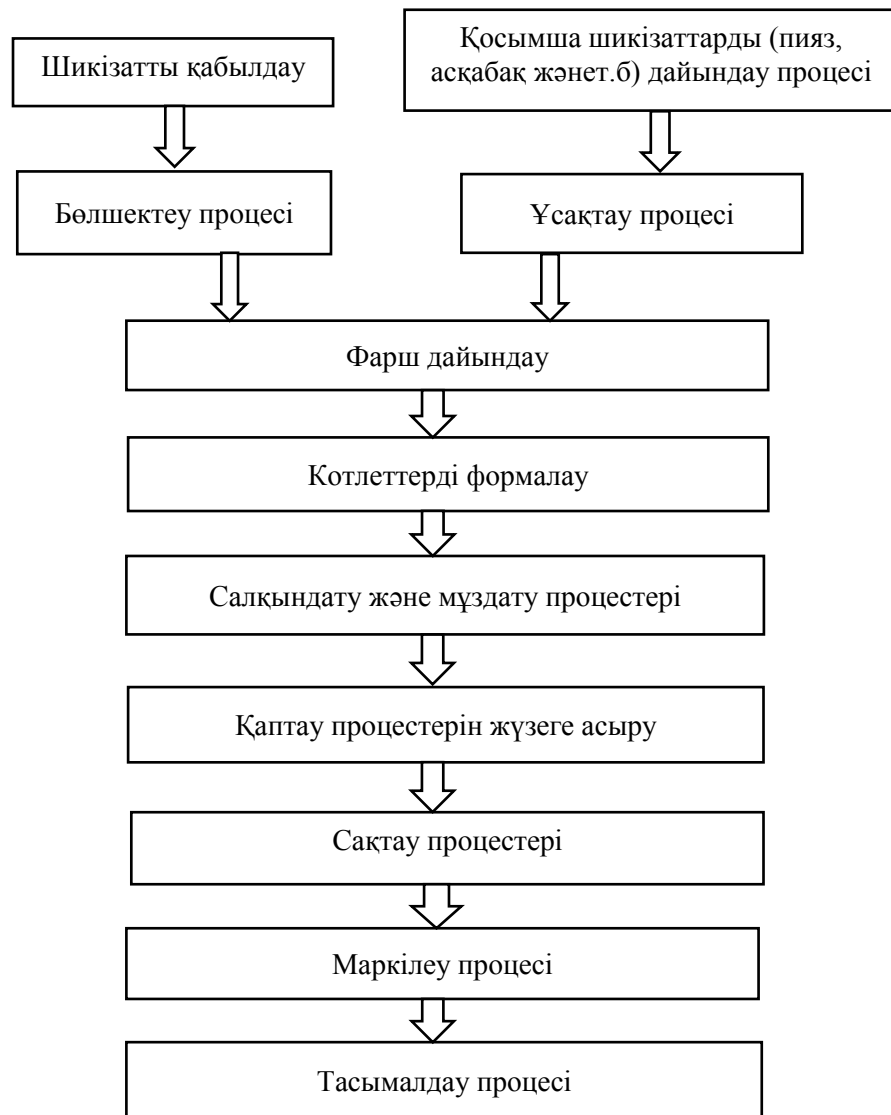 Шикізатты қабылдау
Қосымша шикізаттарды (пияз,
асқабақ жәнет.б) дайындау процесі
Бөлшектеу процесі
Ұсақтау процесі
Фарш дайындау
Котлеттерді формалау
Салқындату және мұздату процестері
Қаптау процестерін жүзеге асыру
Сақтау процестері
Маркілеу процесі
Тасымалдау процесі